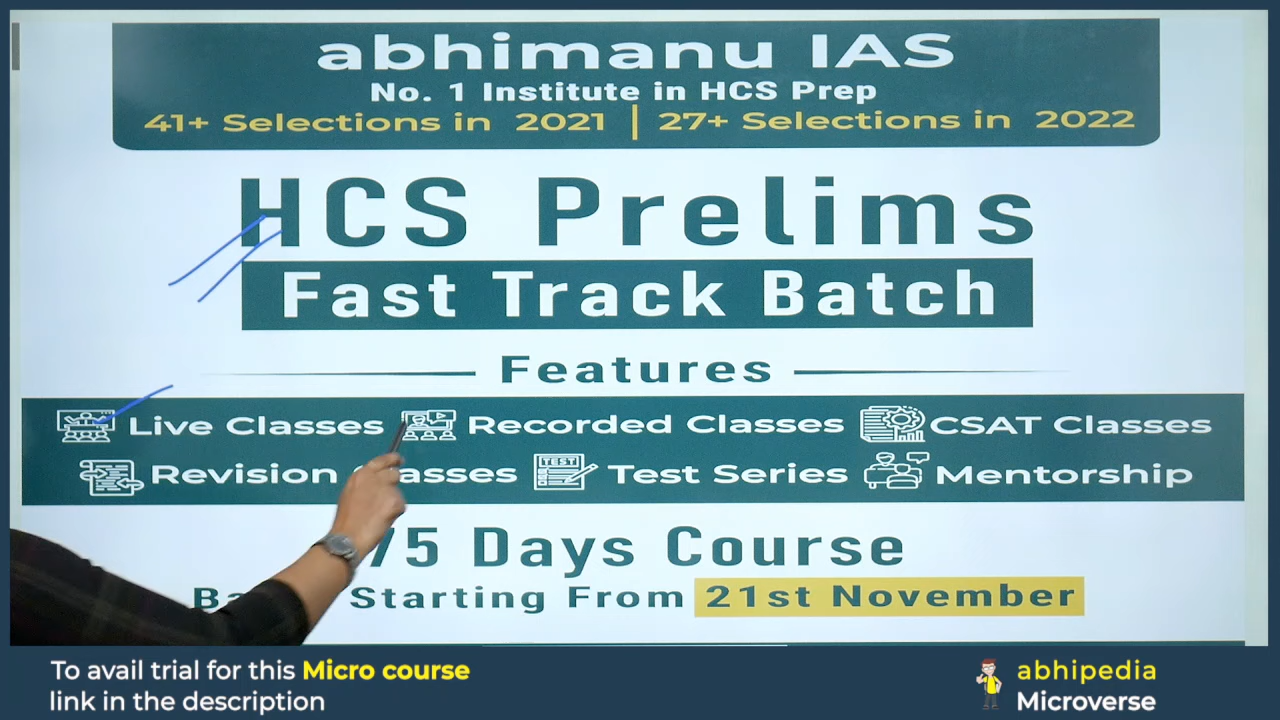 abhimanu IAS
No. 1 Institute in HCS Prep
41+ Selections in 2021 | 27+ Selections in 2022
HCS Prelims
Fast Track Batch
Features
Live Classes Recorded Classes CSAT Classes
TEST
Revision Test Series Mentorship
75 Days Course
Starting From 21st November
To avail trial for this Micro course
link in the description
abhipedia
Microverse